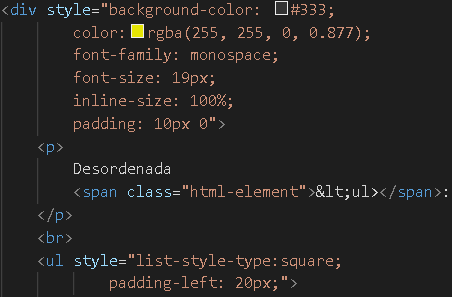 <div style="background-color: #333;
color: rgba(255, 255, 0, 0.877);
font-family: monospace;
font-size: 19px;
inline-size: 100%;
padding: 10px 0">
<p>
Desordenada
<span class="html-element">&lt;ul></span>:
</p>
<br>
<ul style="list-style-type:square;
padding-left: 20px;">